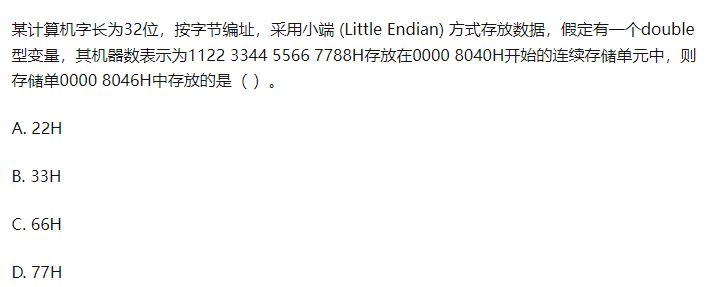 某计算机字长为32位，按字节编址，采用小端 (Little Endian) 方式存放数据，假定有一个double
型变量，其机器数表示为1122 3344 5566 7788H存放在0000 8040H开始的连续存储单元中，则
存储单0000 8046H中存放的是（ ）。
A. 22H
B. 33H
C. 66H
D. 77H